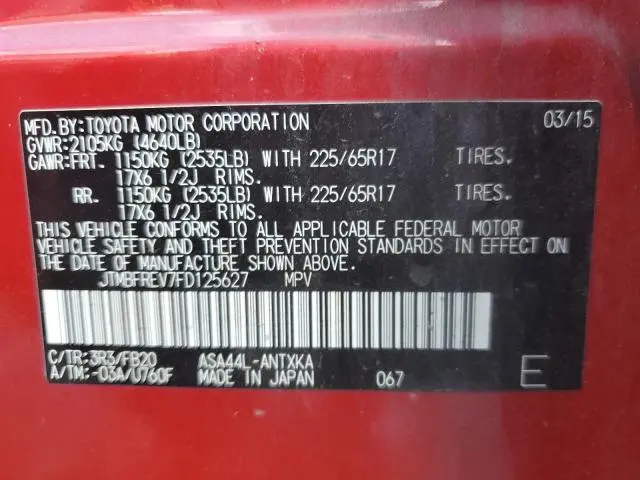 MFD. BY: TOYOTA MOTOR CORPORATION 03/15
GVWR: 2105KG (4640LB)
GAWR: FRT. 1150KG (2535LB) WITH 225/65R17 TIRES.
17X6 1/2J RIMS.
RR. 1150KG (2535LB) WITH 225/65R17 TIRES.
17X6 1/2J RIMS.
THIS VEHICLE CONFORMS TO ALL APPLICABLE FEDERAL MOTOR
VEHICLE SAFETY AND THEFT PREVENTION STANDARDS IN EFFECT ON
THE DATE OF MANUFACTURE SHOWN ABOVE.
JTMBFREV7FD125627 MPV
C/TR: 3R3/FB20 ASA44L-ANTXKA
A/TM: -03A/U760F MADE IN JAPAN 067 E